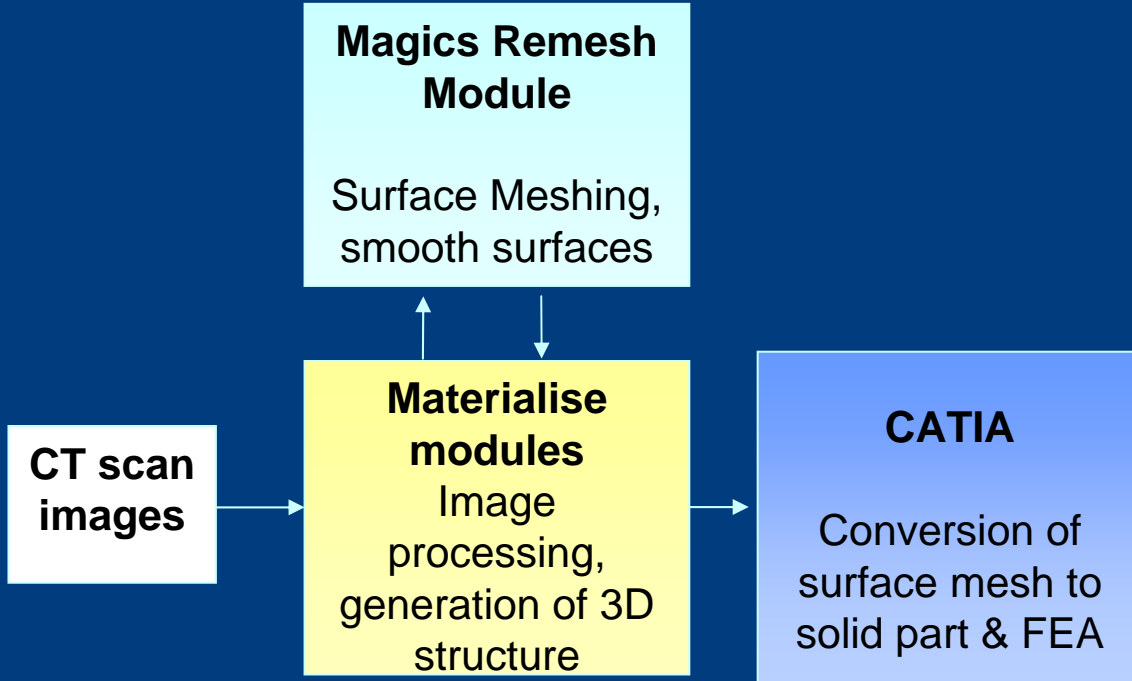 Magics Remesh
Module
Surface Meshing,
smooth surfaces
CT scan
images
Materialise
modules
Image
processing,
generation of 3D
structure
CATIA
Conversion of
surface mesh to
solid part & FEA